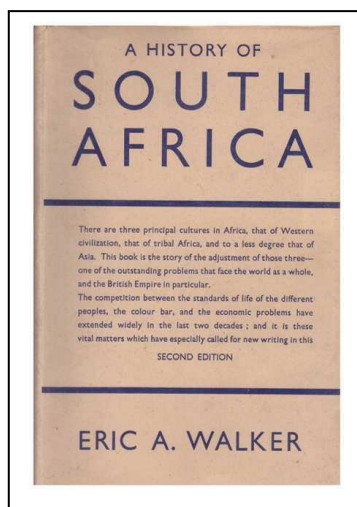 A HISTORY OF
SOUTH
AFRICA
There are three principal cultures in Africa, that of Western
civilization, that of tribal Africa, and to a less degree that of
Asia. This book is the story of the adjustment of those three—
one of the outstanding problems that face the world as a whole,
and the British Empire in particular.
The competition between the standards of life of the different
peoples, the colour bar, and the economic problems have
extended widely in the last two decades ; and it is these
vital matters which have especially called for new writing in this
SECOND EDITION
ERIC A. WALKER